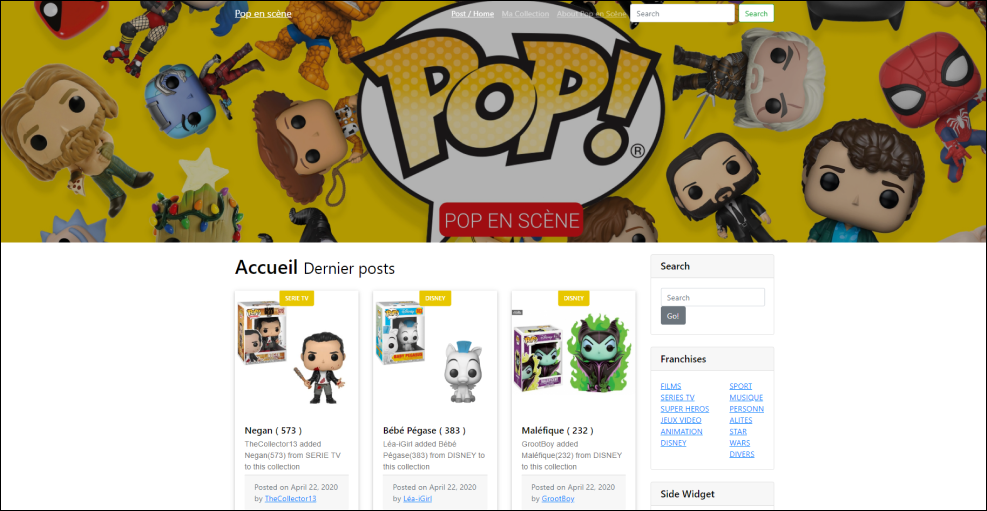 Pop en scène
Post / Home Ma Collection About Pop en Scène Search Search
POP!
®
POP EN SCÈNE
Accueil Dernier posts
SERIE TV
DISNEY
DISNEY
Negan ( 573 )
TheCollector13 added
Negan(573) from SERIE TV
to this collection
Posted on April 22, 2020
by TheCollector13
Bébé Pégase ( 383 )
Léa-iGirl added Bébé
Pégase(383) from DISNEY to
this collection
Posted on April 22, 2020
by Léa-iGirl
Maléfique ( 232 )
GrootBoy added
Maléfique(232) from DISNEY
to this collection
Posted on April 22, 2020
by GrootBoy
Search
Search
Go!
Franchises
FILMS
SERIES TV
SUPER HEROS
JEUX VIDEO
ANIMATION
DISNEY
SPORT
MUSIQUE
PERSONN
ALITES
STAR
WARS
DIVERS
Side Widget